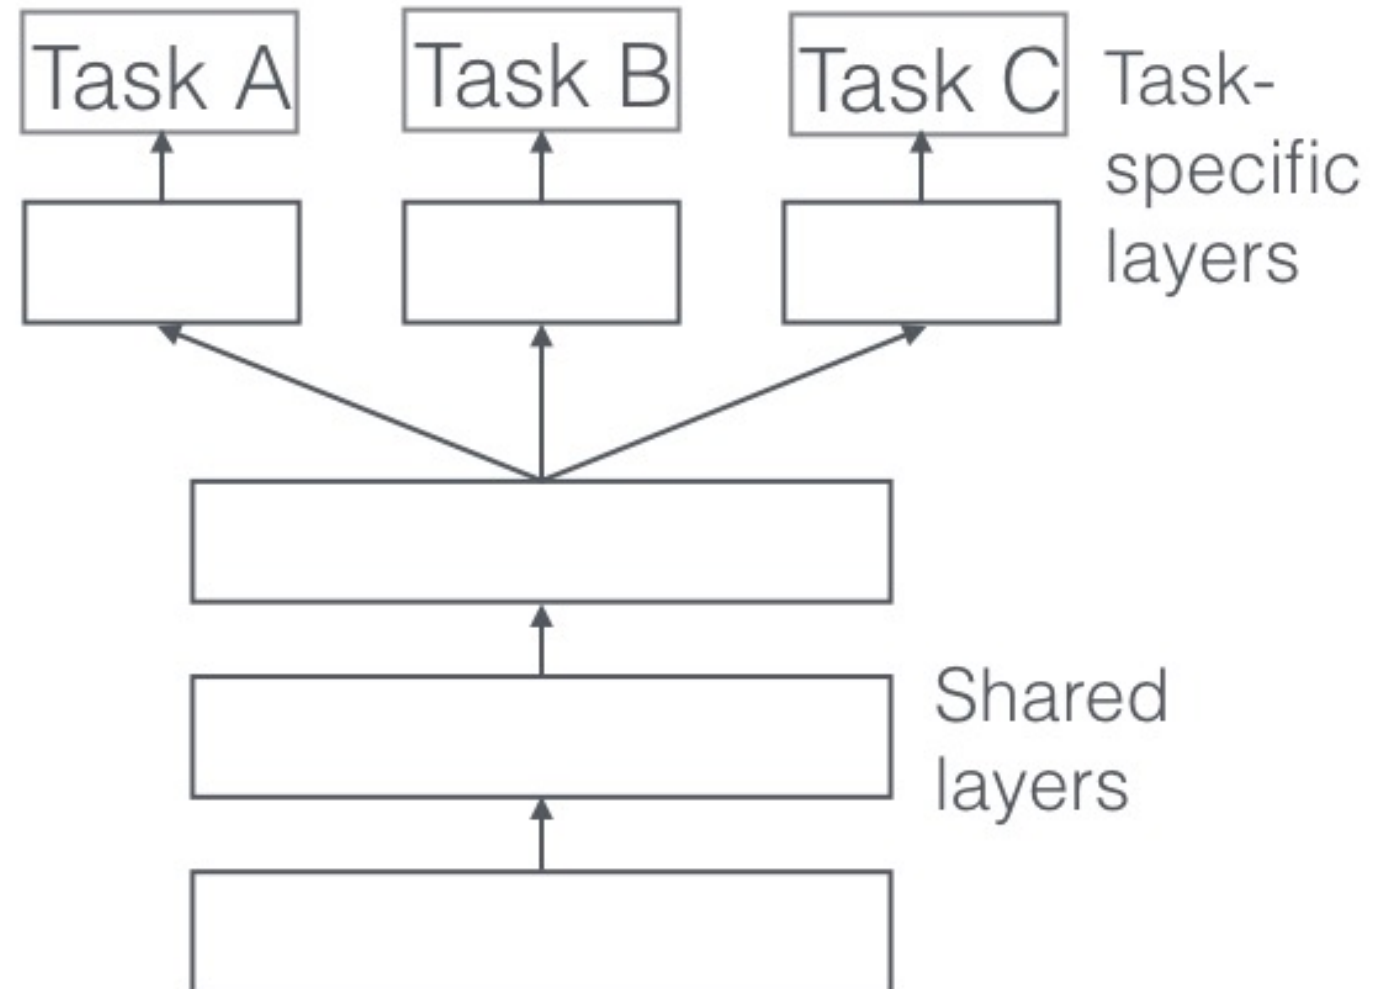 Task A
Task B
Task C
Task-
specific
layers
Shared
layers